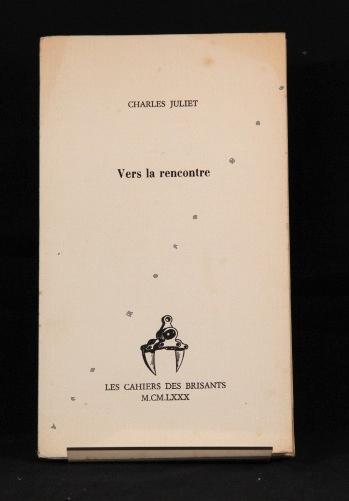 CHARLES JULIET
Vers la rencontre
LES CAHIERS DES BRISANTS
M.CM.LXXX